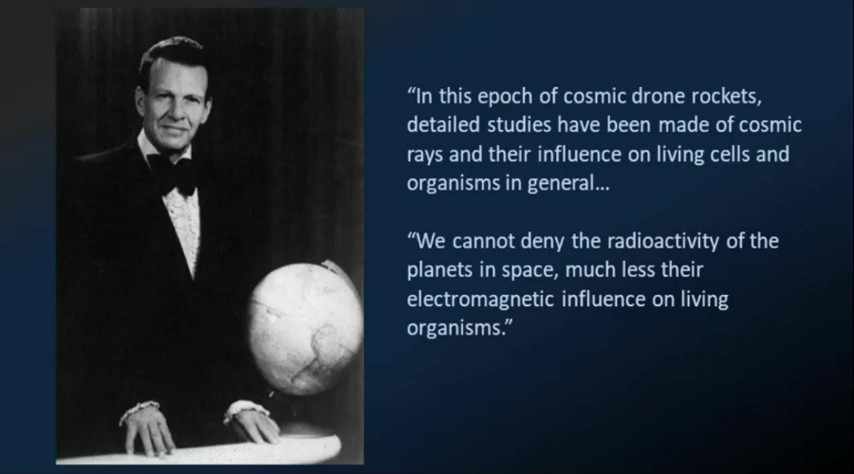 “In this epoch of cosmic drone rockets,
detailed studies have been made of cosmic
rays and their influence on living cells and
organisms in general…
“We cannot deny the radioactivity of the
planets in space, much less their
electromagnetic influence on living
organisms.”